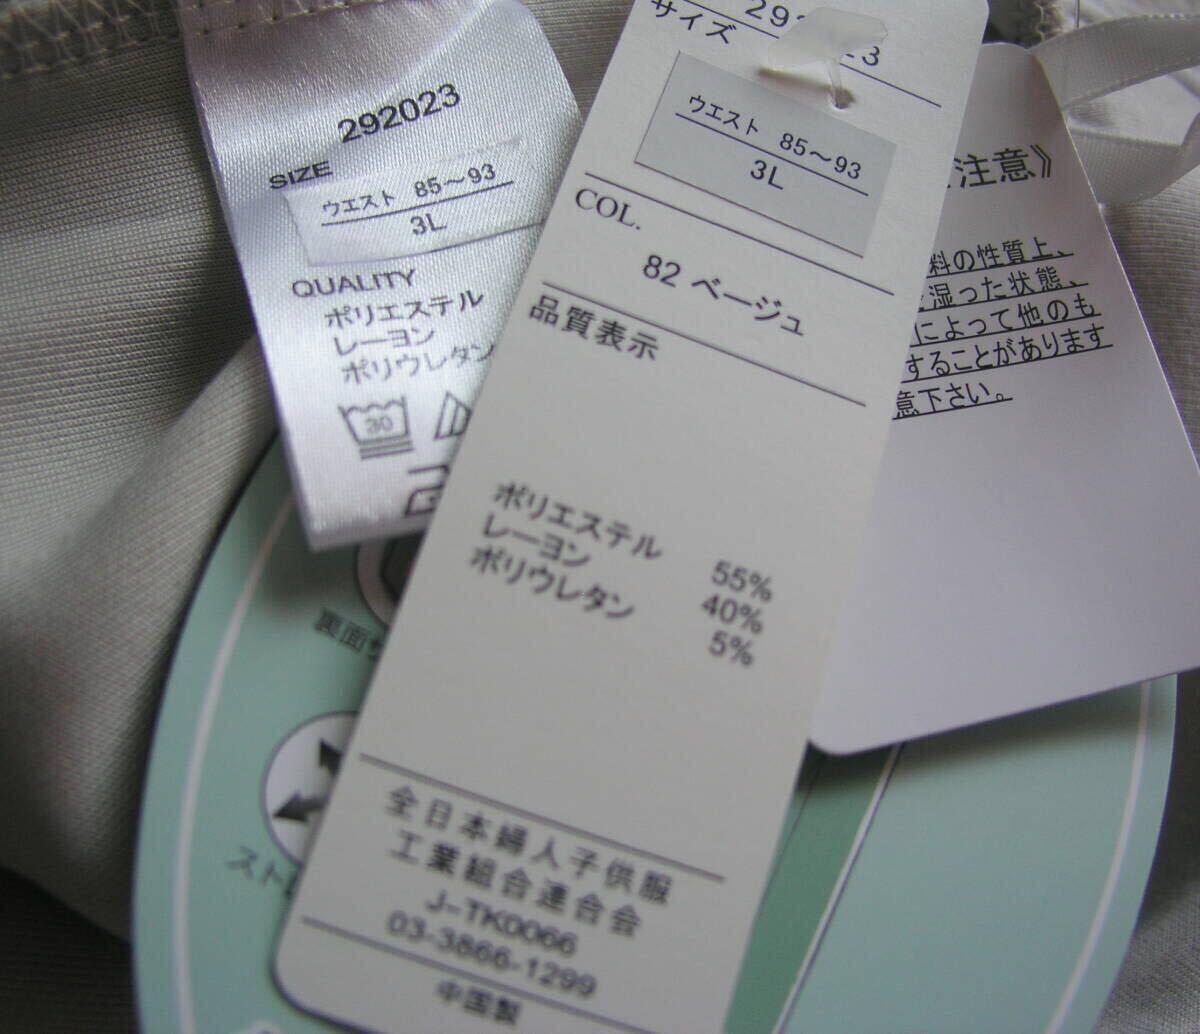 292023
SIZE
ウエスト 85～93
3L
QUALITY
ポリエステル
レーヨン
ポリウレタン
30
サイズ
ウエスト 85～93
3L
COL.
82 ベージュ
品質表示
ポリエステル 55%
レーヨン 40%
ポリウレタン 5%
全日本婦人子供服
工業組合連合会
J-TK0066
03-3866-1299
中国製
注意》
料の性質上、
湿った状態、
によって他のも
することがあります
意下さい。
裏面
スト